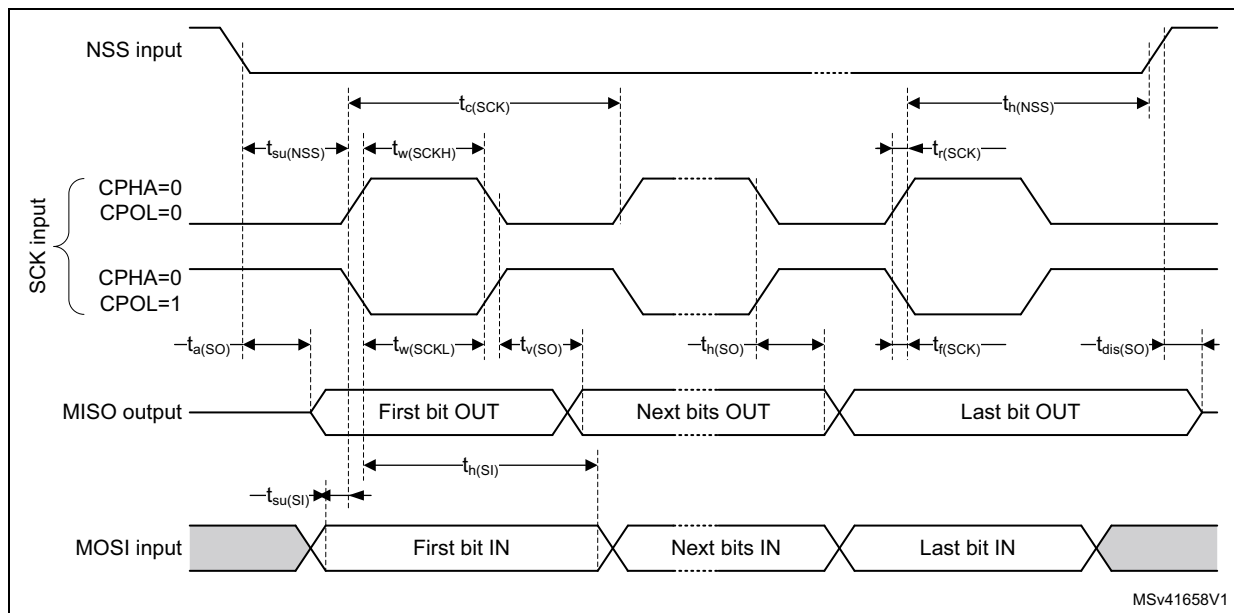 NSS input
tc(SCK)
th(NSS)
tsu(NSS)
tw(SCKH)
tr(SCK)
SCK input
CPHA=0
CPOL=0
CPHA=0
CPOL=1
ta(SO)
tw(SCKL)
tv(SO)
th(SO)
tf(SCK)
tdis(SO)
MISO output
First bit OUT
Next bits OUT
Last bit OUT
th(SI)
tsu(SI)
MOSI input
First bit IN
Next bits IN
Last bit IN
MSv41658V1